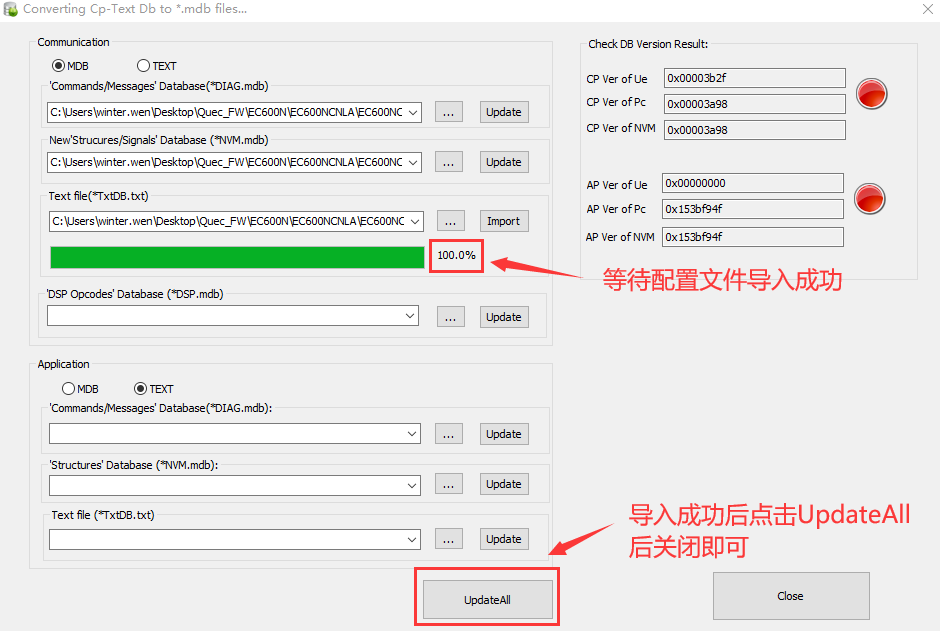 Converting Cp-Text Db to *.mdb files...
Communication
MDB TEXT
'Commands/Messages' Database(*DIAG.mdb)
C:\Users\winter.wen\Desktop\Quec_FW\EC600N\EC600NCNLA\EC600NC ... Update
New'Strucures/Signals' Database (*NVM.mdb)
C:\Users\winter.wen\Desktop\Quec_FW\EC600N\EC600NCNLA\EC600NC ... Update
Text file(*TxtDB.txt)
C:\Users\winter.wen\Desktop\Quec_FW\EC600N\EC600NCNLA\EC600NC ... Import
100.0%
'DSP Opcodes' Database (*DSP.mdb)
... Update
Check DB Version Result:
CP Ver of Ue 0x00003b2f
CP Ver of Pc 0x00003a98
CP Ver of NVM 0x00003a98
AP Ver of Ue 0x00000000
AP Ver of Pc 0x153bf94f
AP Ver of NVM 0x153bf94f
等待配置文件导入成功
Application
MDB TEXT
'Commands/Messages' Database(*DIAG.mdb):
... Update
'Structures' Database (*NVM.mdb):
... Update
Text file (*TxtDB.txt)
... Update
导入成功后点击UpdateAll
后关闭即可
UpdateAll
Close